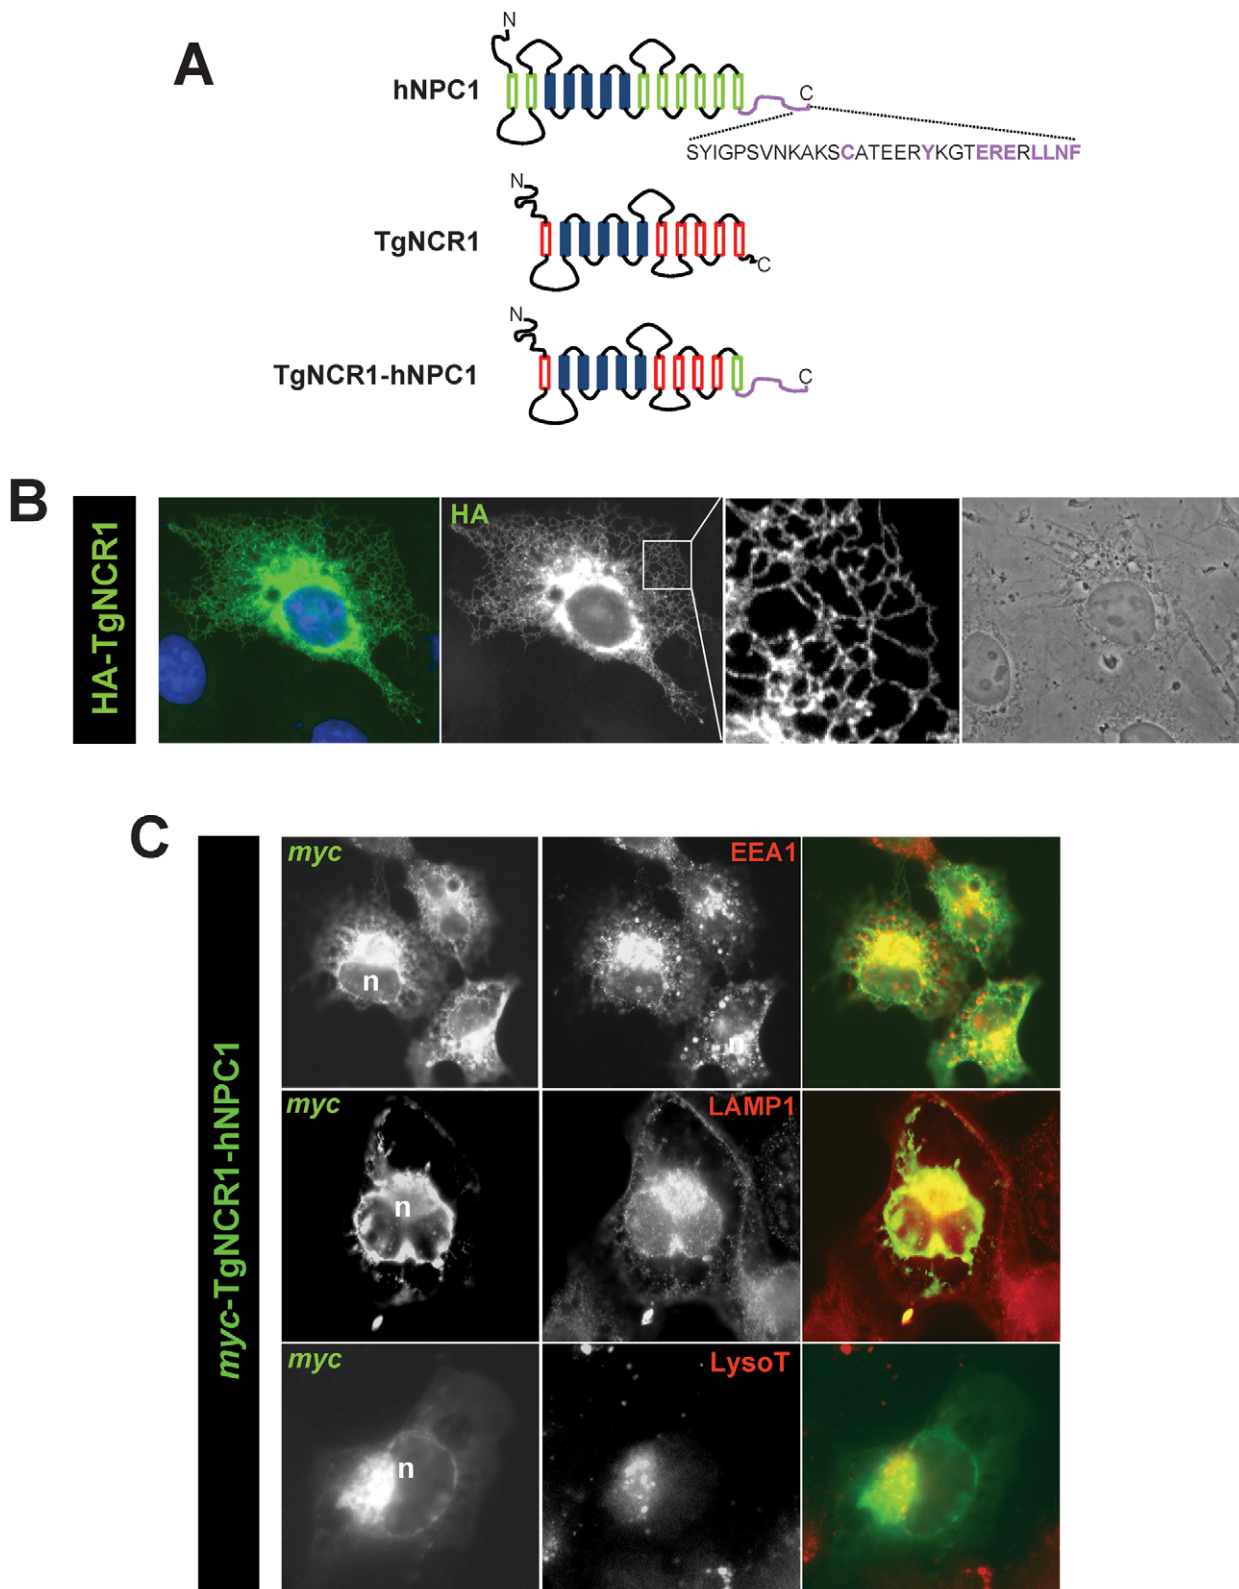 A
N
hNPC1
C
SYIGPSVNKAKSCATEERYKGTERERLLNF
N
TgNCR1
C
N
TgNCR1-hNPC1
C
B
HA-TgNCR1
HA
C
myc-TgNCR1-hNPC1
myc
EEA1
n
n
myc
LAMP1
n
myc
LysoT
n